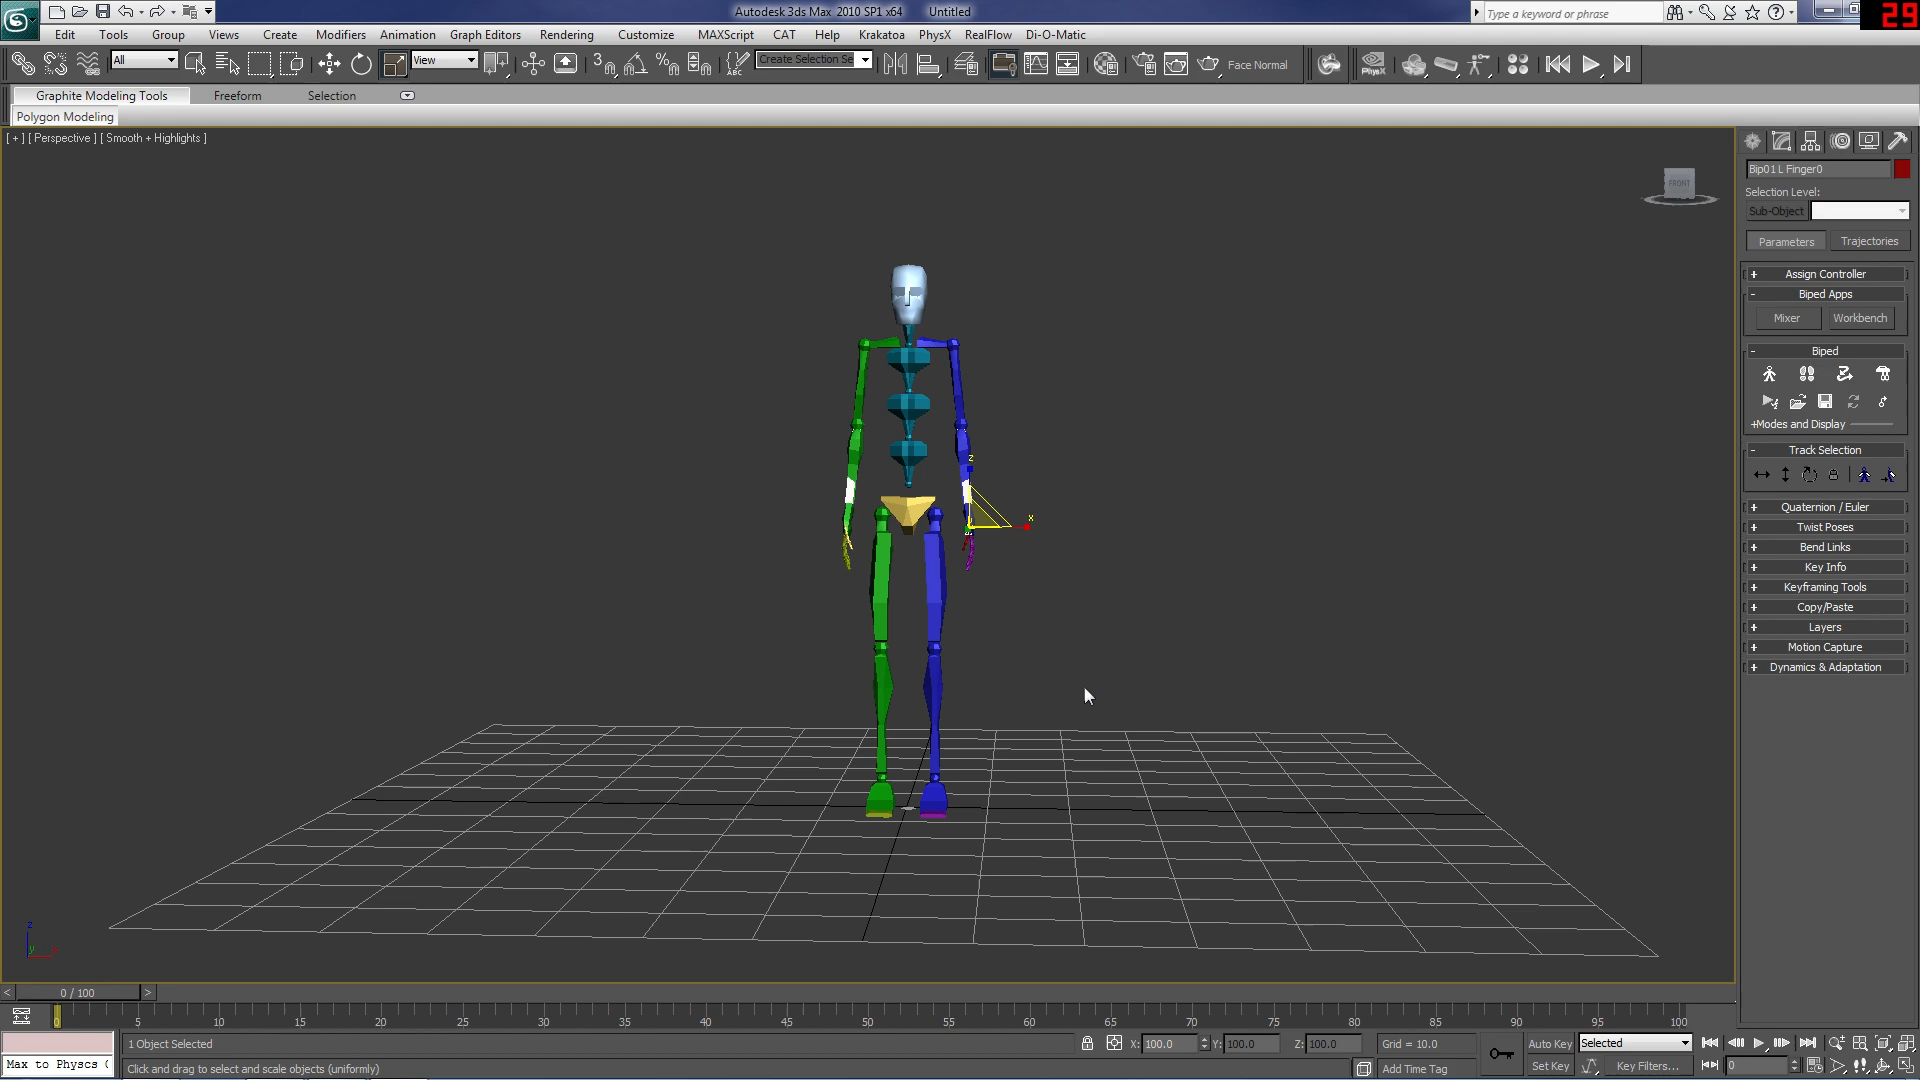 Autodesk 3ds Max 2010 SP1 x64 Untitled
Type a keyword or phrase
29
Edit Tools Group Views Create Modifiers Animation Graph Editors Rendering Customize MAXScript CAT Help Krakatoa PhysX RealFlow Di-O-Matic
All View Create Selection Se Face Normal
Graphite Modeling Tools Freeform Selection
Polygon Modeling
[ + ] [ Perspective ] [ Smooth + Highlights ]
FRONT
Bip01 L Finger0
Selection Level:
Sub-Object
Parameters Trajectories
+ Assign Controller
- Biped Apps
Mixer Workbench
- Biped
+Modes and Display
- Track Selection
+ Quaternion / Euler
+ Twist Poses
+ Bend Links
+ Key Info
+ Keyframing Tools
+ Copy/Paste
+ Layers
+ Motion Capture
+ Dynamics & Adaptation
z
x
z
y
< 0 / 100 >
0 5 10 15 20 25 30 35 40 45 50 55 60 65 70 75 80 85 90 95 100
1 Object Selected X: 100.0 Y: 100.0 Z: 100.0 Grid = 10.0 Auto Key Selected
Max to Physcs ( Click and drag to select and scale objects (uniformly) Add Time Tag Set Key Key Filters... 0